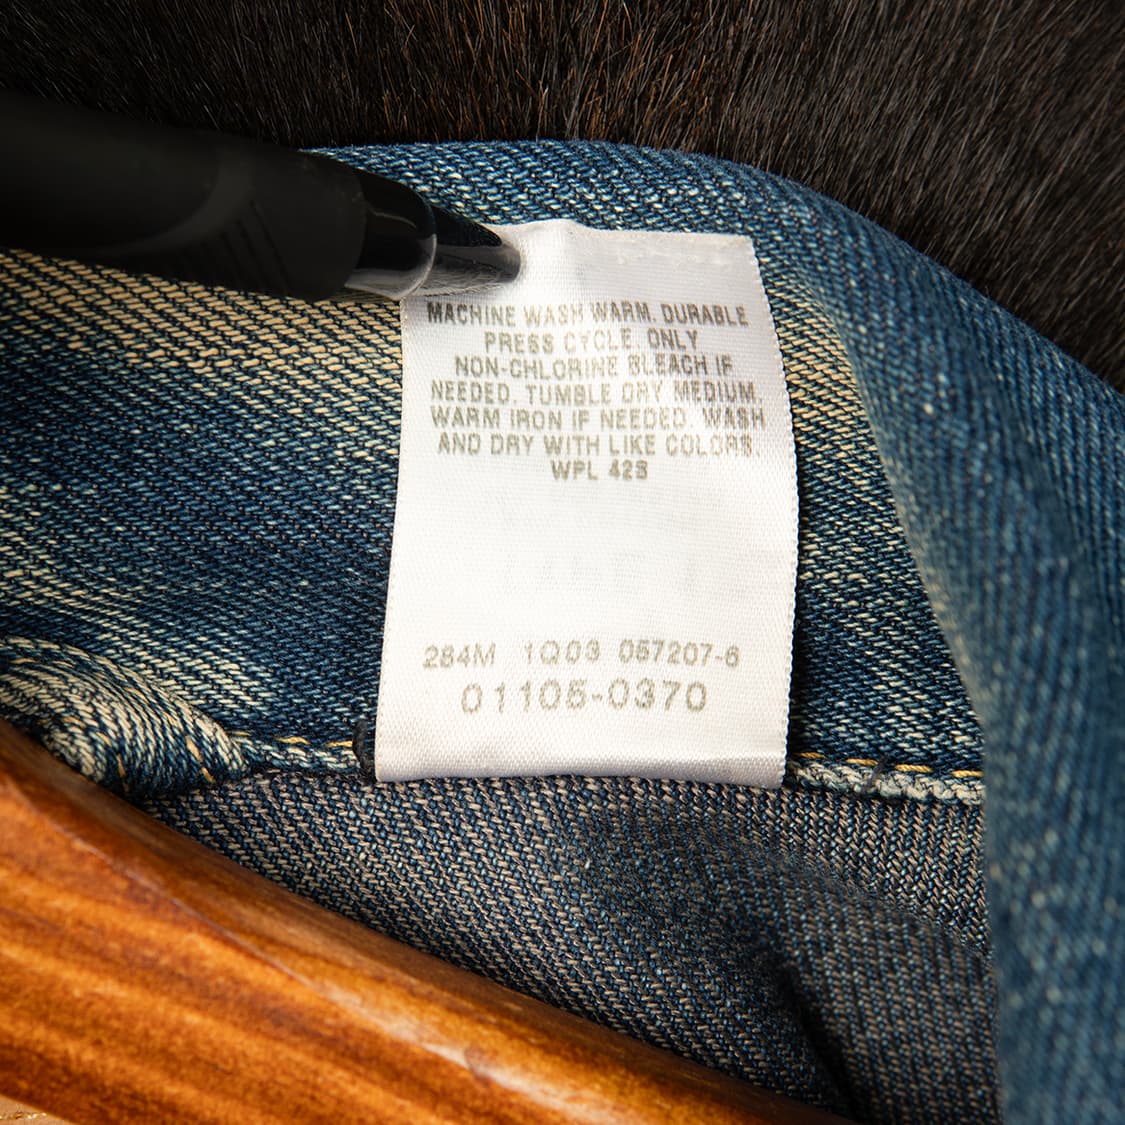 MACHINE WASH WARM. DURABLE
PRESS CYCLE. ONLY
NON-CHLORINE BLEACH IF
NEEDED. TUMBLE DRY MEDIUM.
WARM IRON IF NEEDED. WASH
AND DRY WITH LIKE COLORS.
WPL 423
284M 1Q03 057207-6
01105-0370